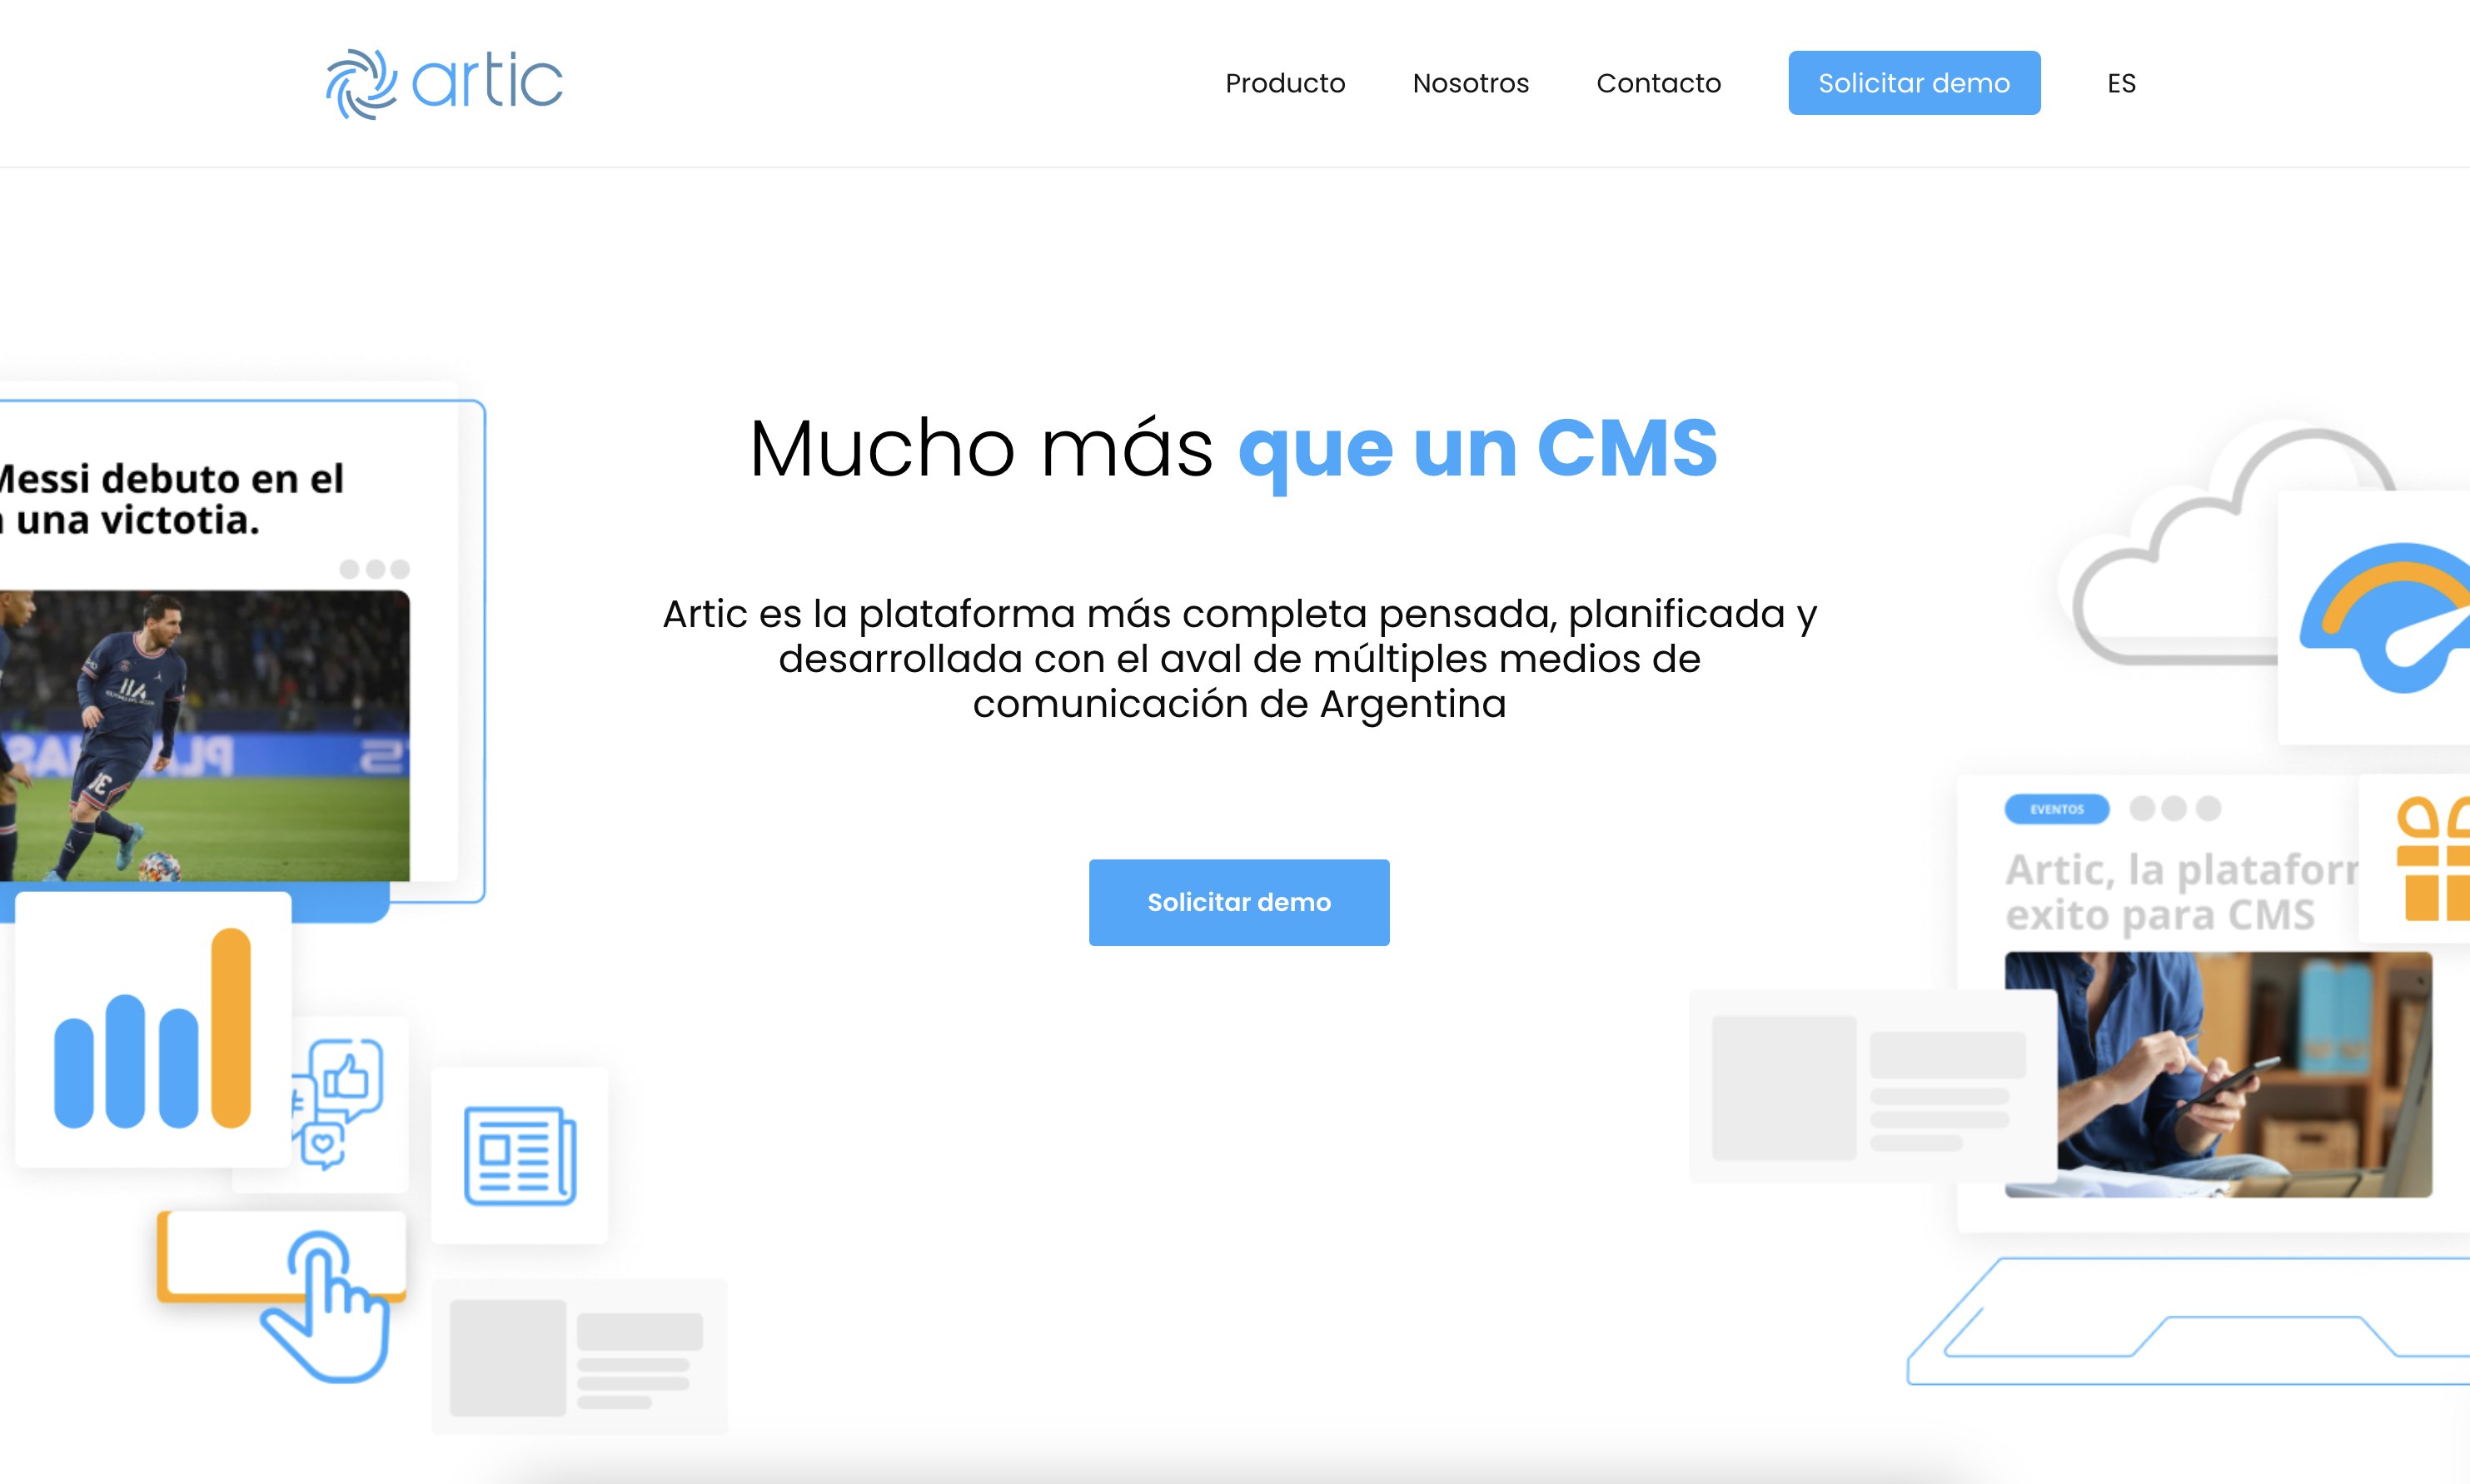 artic
Producto
Nosotros
Contacto
Solicitar demo
ES
Messi debuto en el
una victotia.
Mucho más que un CMS
Artic es la plataforma más completa pensada, planificada y
desarrollada con el aval de múltiples medios de
comunicación de Argentina
Solicitar demo
EVENTOS
Artic, la platafor
exito para CMS